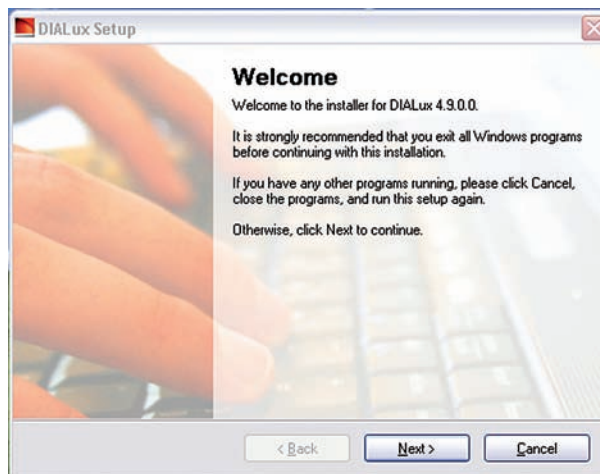 DIALux Setup
Welcome
Welcome to the installer for DIALux 4.9.0.0.
It is strongly recommended that you exit all Windows programs
before continuing with this installation.
If you have any other programs running, please click Cancel,
close the programs, and run this setup again.
Otherwise, click Next to continue.
< Back
Next >
Cancel